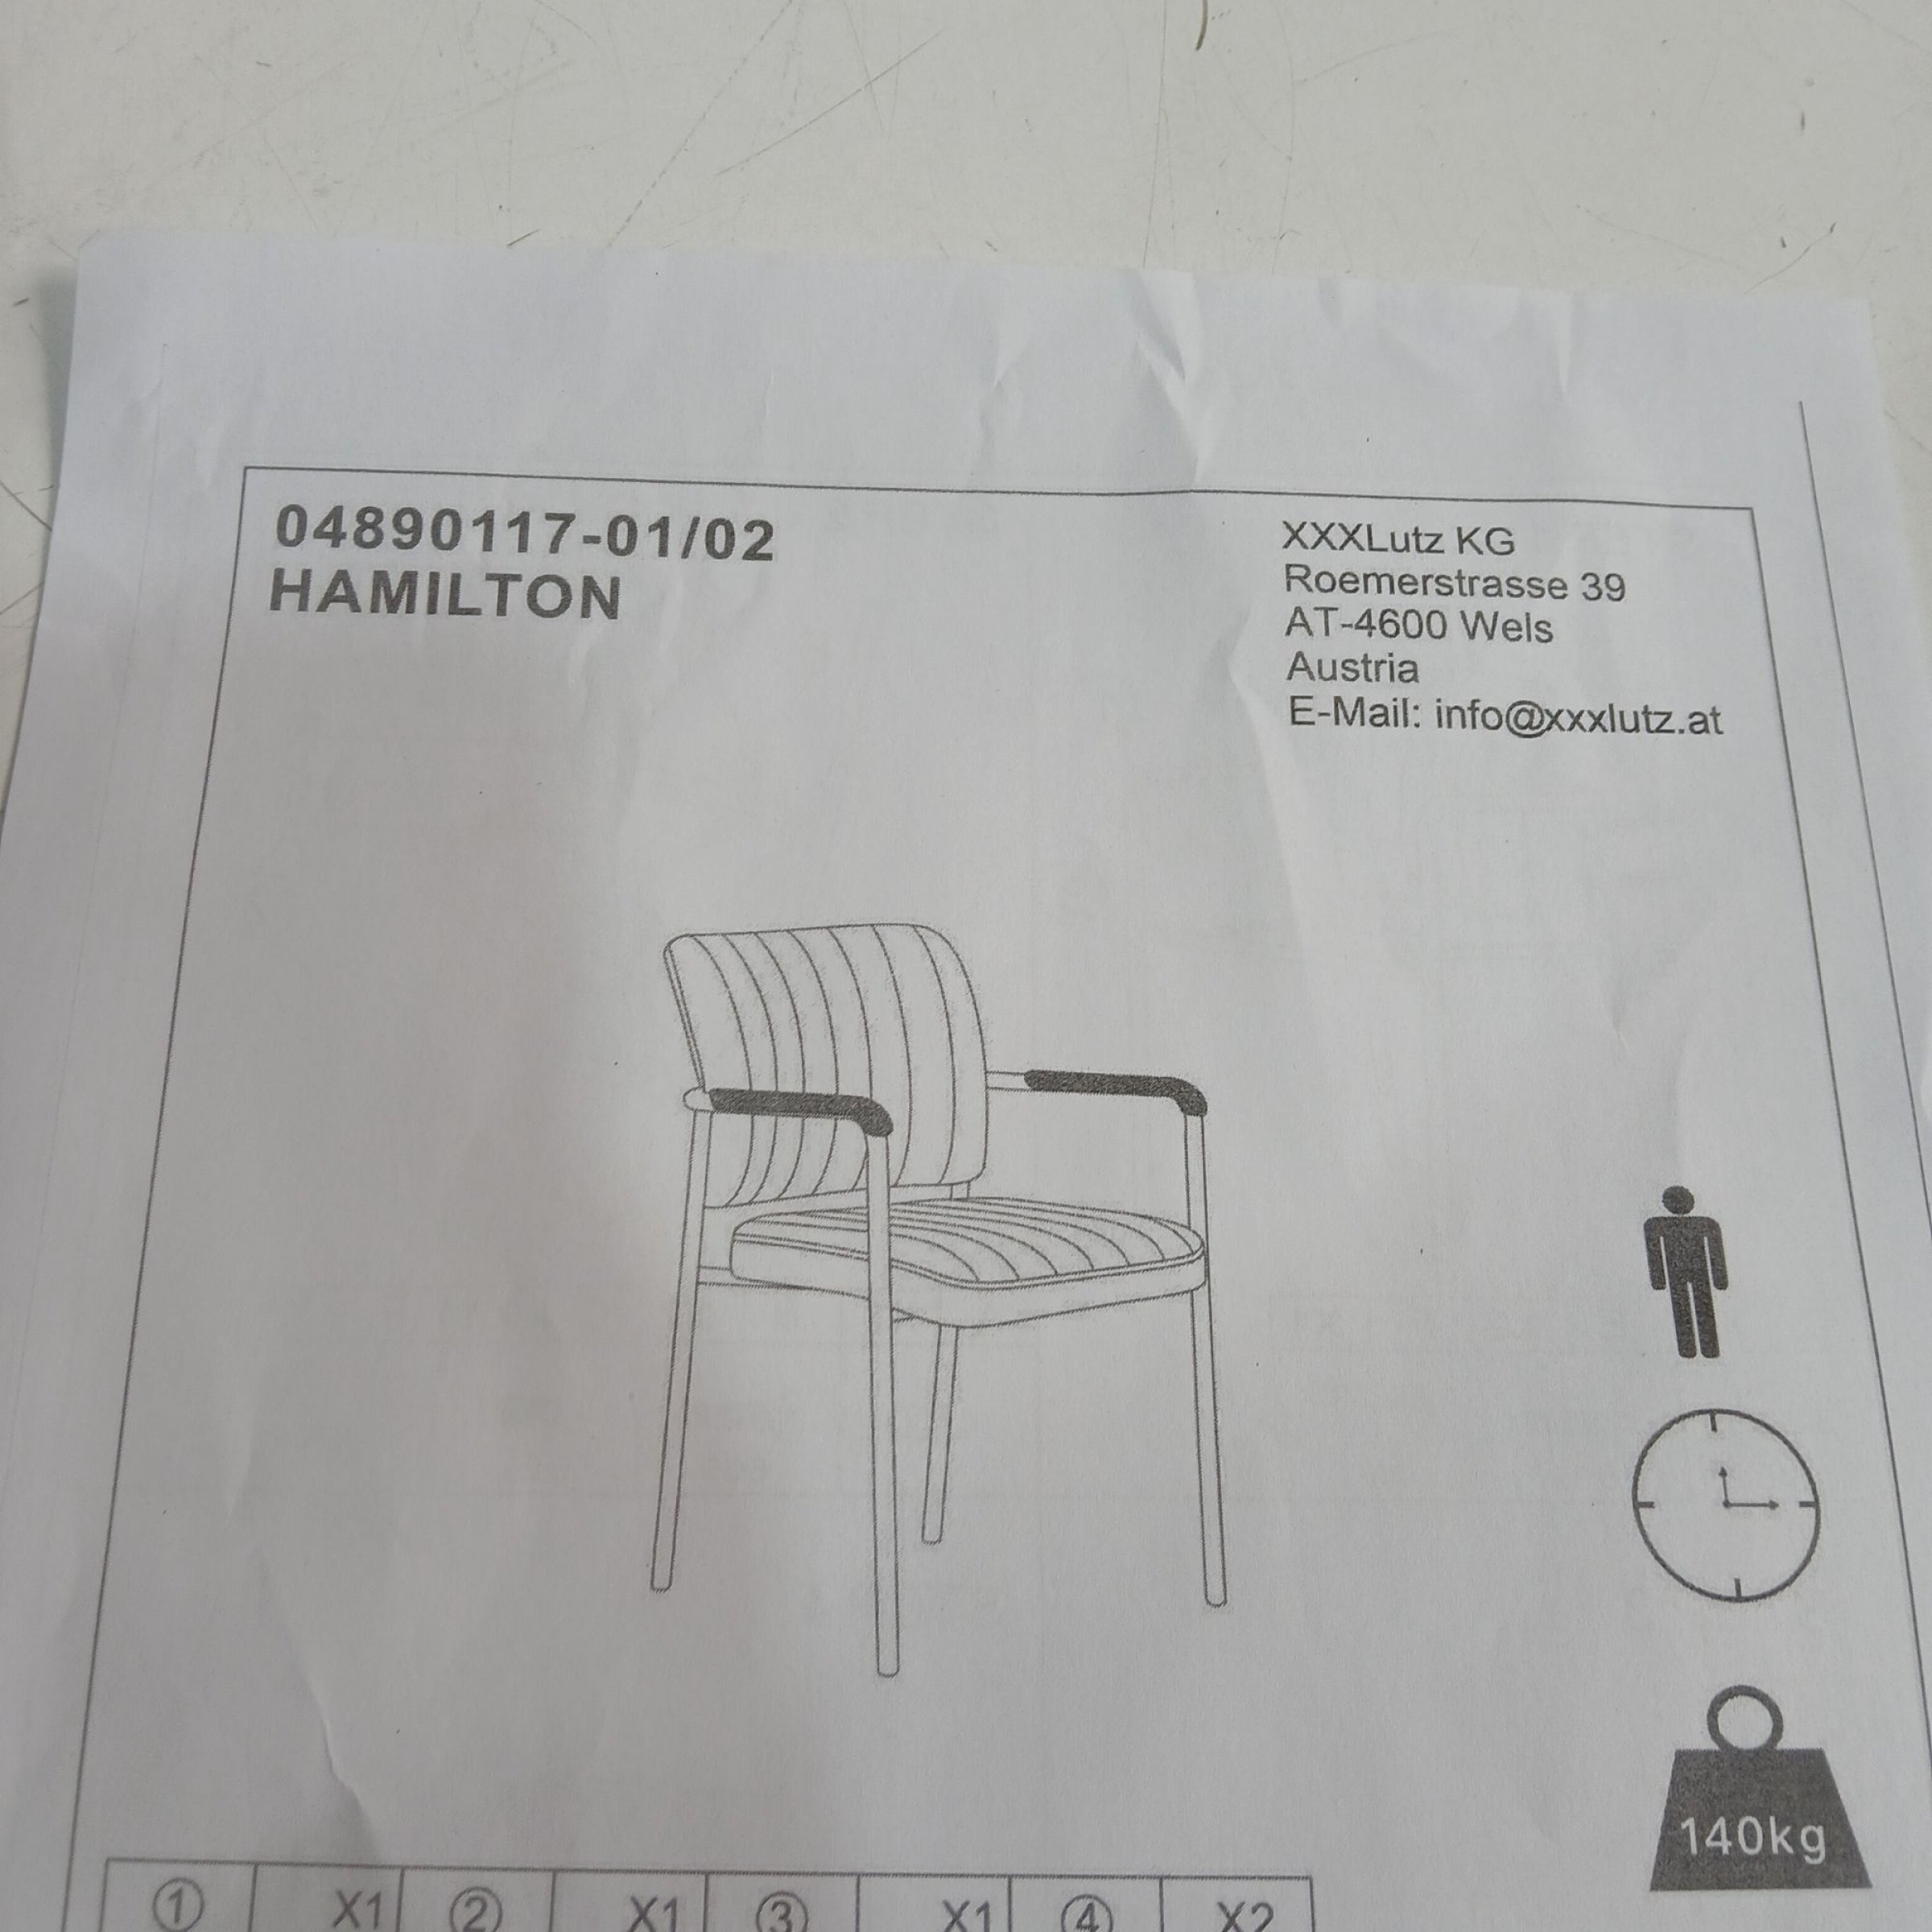 04890117-01/02
HAMILTON
XXXLutz KG
Roemerstrasse 39
AT-4600 Wels
Austria
E-Mail: info@xxxlutz.at
140kg
① X1 ② X1 ③ X1 ④ X2